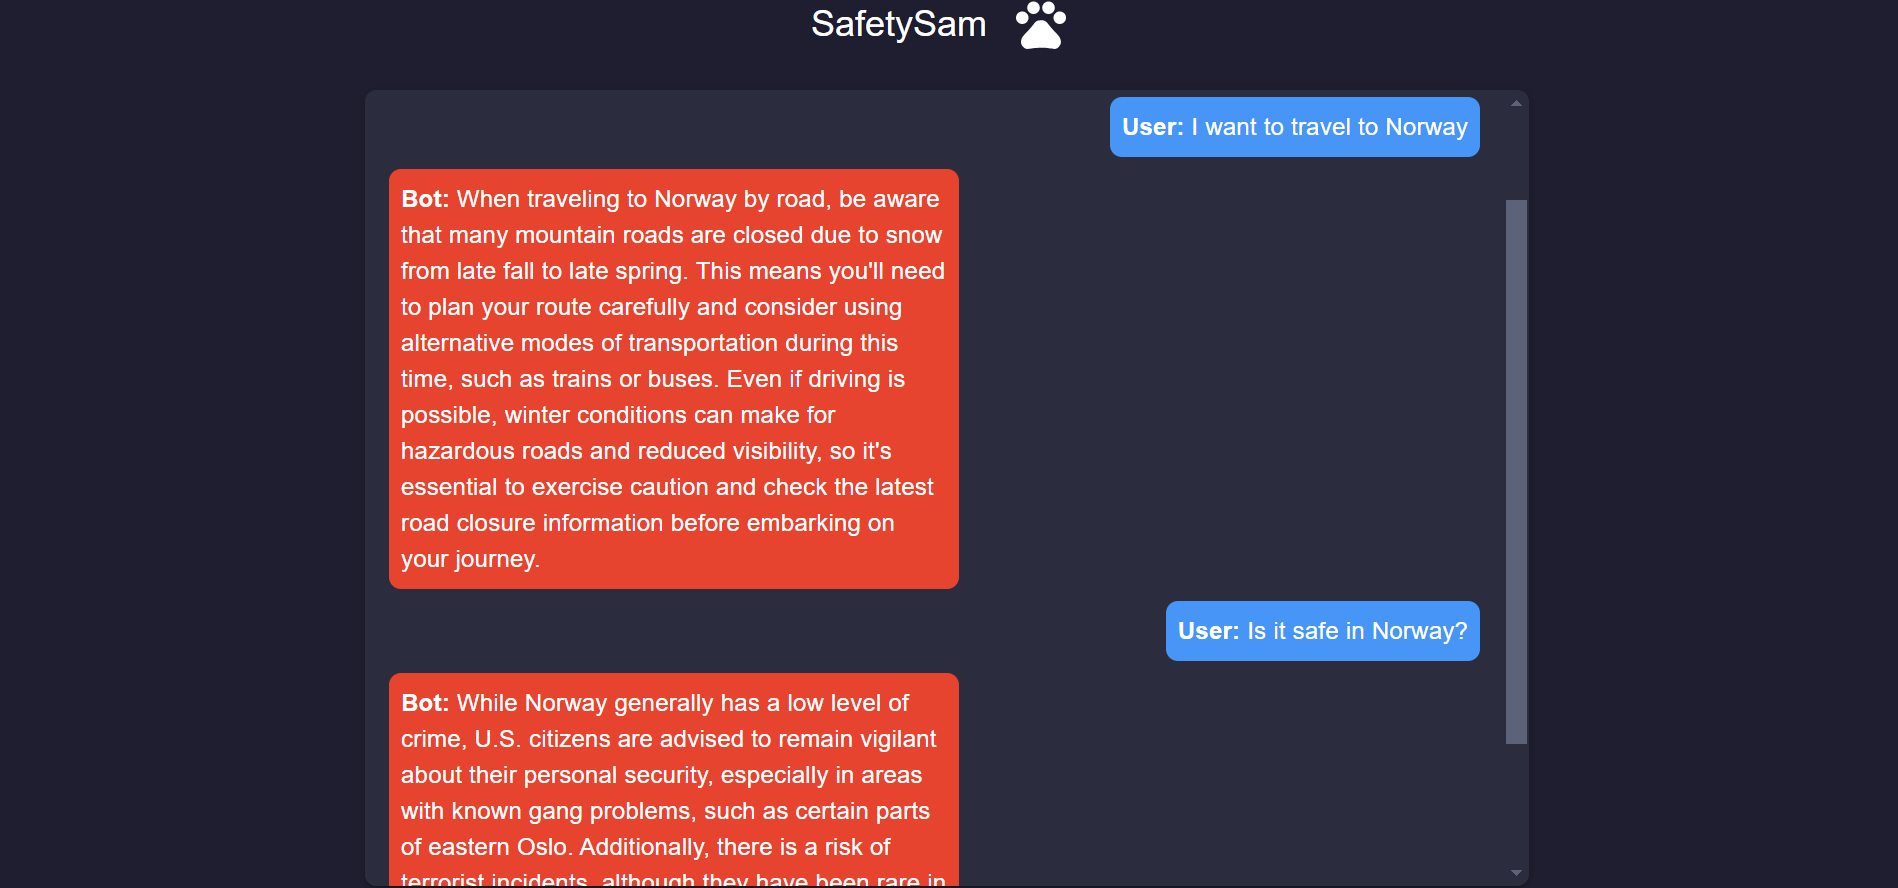 SafetySam
User: I want to travel to Norway
Bot: When traveling to Norway by road, be aware
that many mountain roads are closed due to snow
from late fall to late spring. This means you'll need
to plan your route carefully and consider using
alternative modes of transportation during this
time, such as trains or buses. Even if driving is
possible, winter conditions can make for
hazardous roads and reduced visibility, so it's
essential to exercise caution and check the latest
road closure information before embarking on
your journey.
User: Is it safe in Norway?
Bot: While Norway generally has a low level of
crime, U.S. citizens are advised to remain vigilant
about their personal security, especially in areas
with known gang problems, such as certain parts
of eastern Oslo. Additionally, there is a risk of
terrorist incidents, although they have been rare in